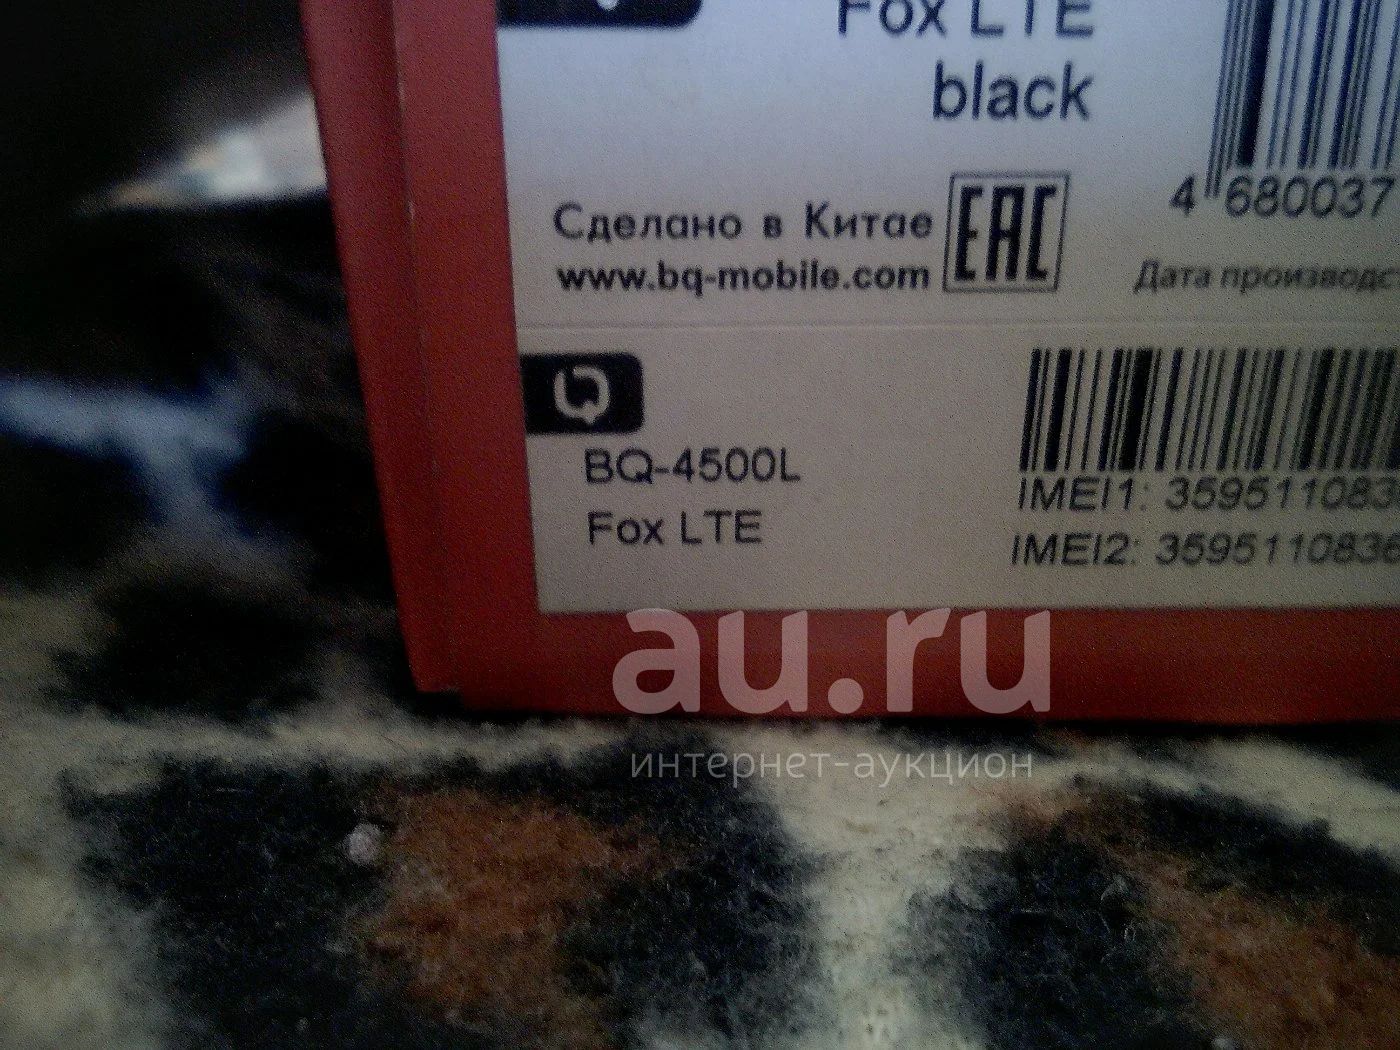 Fox LTE
black
4 680037
Сделано в Китае
EAC
www.bq-mobile.com
Дата производс
BQ-4500L
Fox LTE
IMEI1: 359511083
IMEI2: 3595110836
au.ru
интернет-аукцион